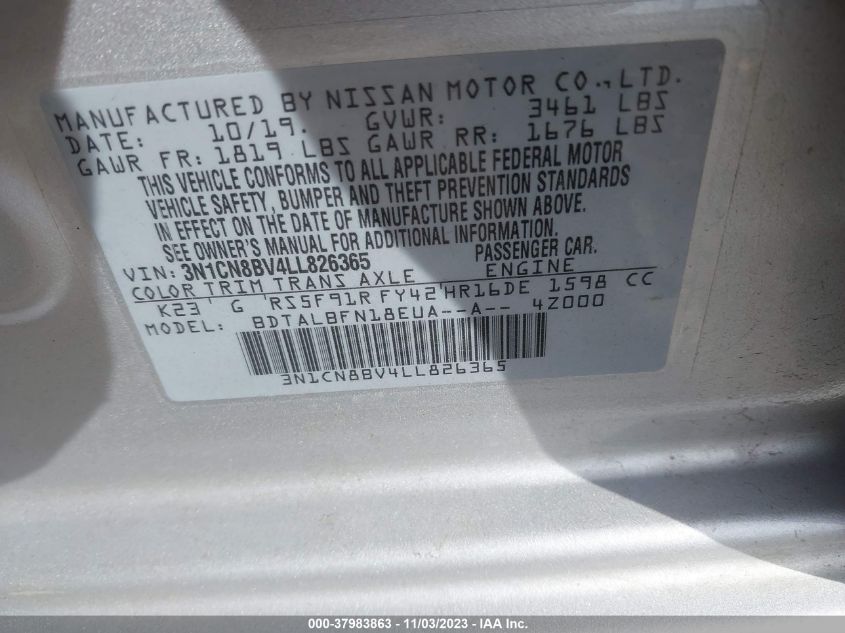 MANUFACTURED BY NISSAN MOTOR CO., LTD.
DATE: 10/19. GVWR: 3461 LBS
GAWR FR: 1819 LBS GAWR RR: 1676 LBS
THIS VEHICLE CONFORMS TO ALL APPLICABLE FEDERAL MOTOR
VEHICLE SAFETY, BUMPER AND THEFT PREVENTION STANDARDS
IN EFFECT ON THE DATE OF MANUFACTURE SHOWN ABOVE.
SEE OWNER'S MANUAL FOR ADDITIONAL INFORMATION.
VIN: 3N1CN8BV4LL826365 PASSENGER CAR.
COLOR TRIM TRANS AXLE ENGINE
K23 G RS5F91R FY42 HR16DE 1598 CC
MODEL: BDTALBFN18EUA--A-- 4Z000
3N1CN8BV4LL826365
000-37983863 - 11/03/2023 - IAA Inc.